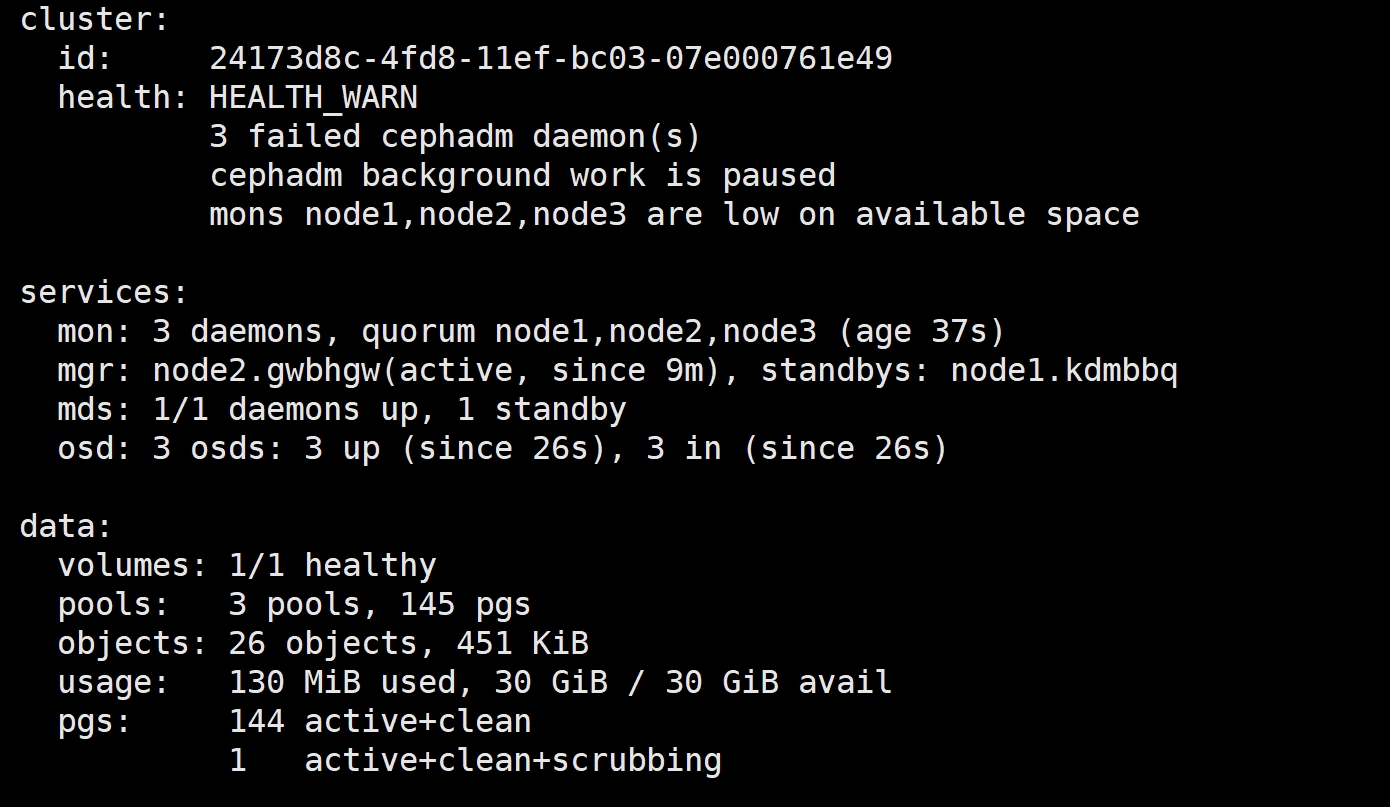 cluster:
  id:     24173d8c-4fd8-11ef-bc03-07e000761e49
  health: HEALTH_WARN
          3 failed cephadm daemon(s)
          cephadm background work is paused
          mons node1,node2,node3 are low on available space

services:
  mon: 3 daemons, quorum node1,node2,node3 (age 37s)
  mgr: node2.gwbhgw(active, since 9m), standbys: node1.kdmbbq
  mds: 1/1 daemons up, 1 standby
  osd: 3 osds: 3 up (since 26s), 3 in (since 26s)

data:
  volumes: 1/1 healthy
  pools:   3 pools, 145 pgs
  objects: 26 objects, 451 KiB
  usage:   130 MiB used, 30 GiB / 30 GiB avail
  pgs:     144 active+clean
           1   active+clean+scrubbing